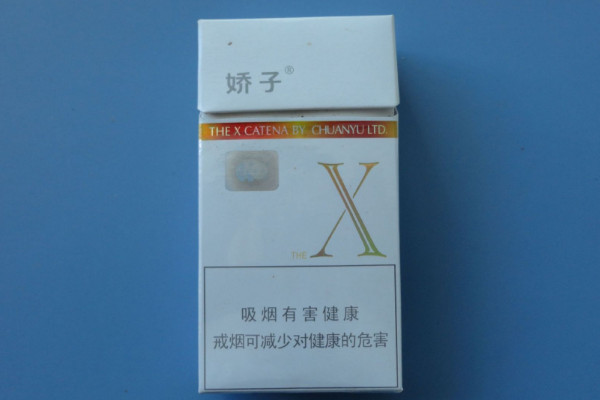 娇子®
THE X CATENA BY CHUANYU LTD
THE X
吸烟有害健康
戒烟可减少对健康的危害